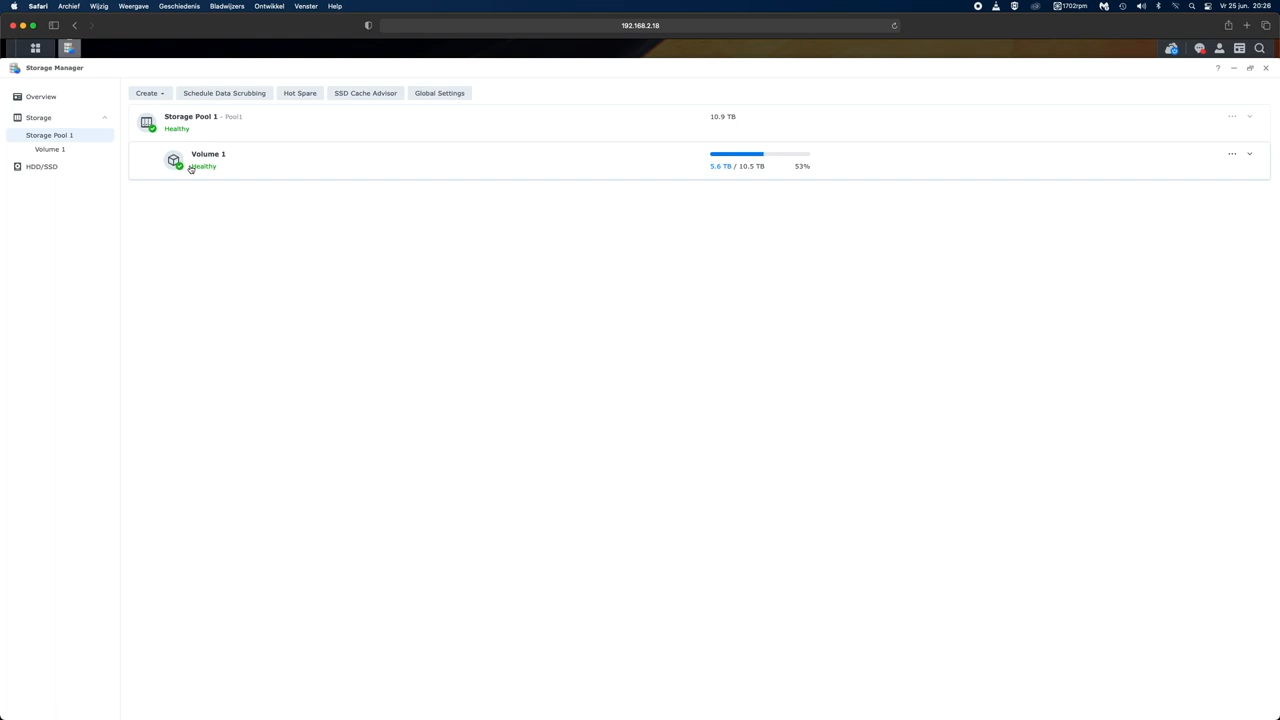 Safari Archief Wijzig Weergave Geschiedenis Bladwijzers Ontwikkel Venster Help 1702rpm Vr 25 jun. 20:26
192.168.2.18
Storage Manager
Overview
Storage
Storage Pool 1
Volume 1
HDD/SSD
Create Schedule Data Scrubbing Hot Spare SSD Cache Advisor Global Settings
Storage Pool 1 - Pool1 10.9 TB
Healthy
Volume 1
Healthy 5.6 TB / 10.5 TB 53%